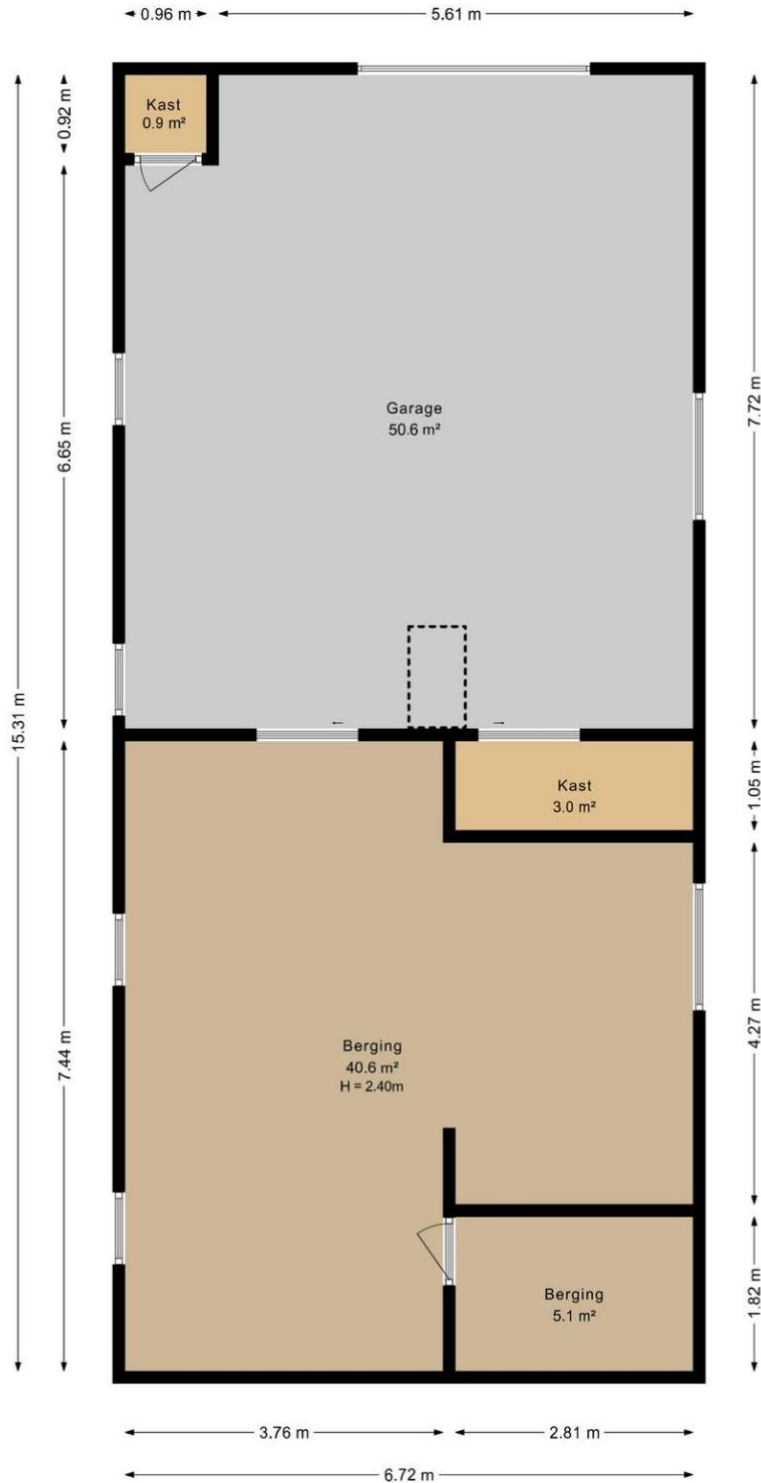 0.96 m
5.61 m
Kast
0.9 m²
0.92 m
6.65 m
15.31 m
7.72 m
Garage
50.6 m²
Kast
3.0 m²
1.05 m
4.27 m
7.44 m
Berging
40.6 m²
H = 2.40m
Berging
5.1 m²
1.82 m
3.76 m
2.81 m
6.72 m